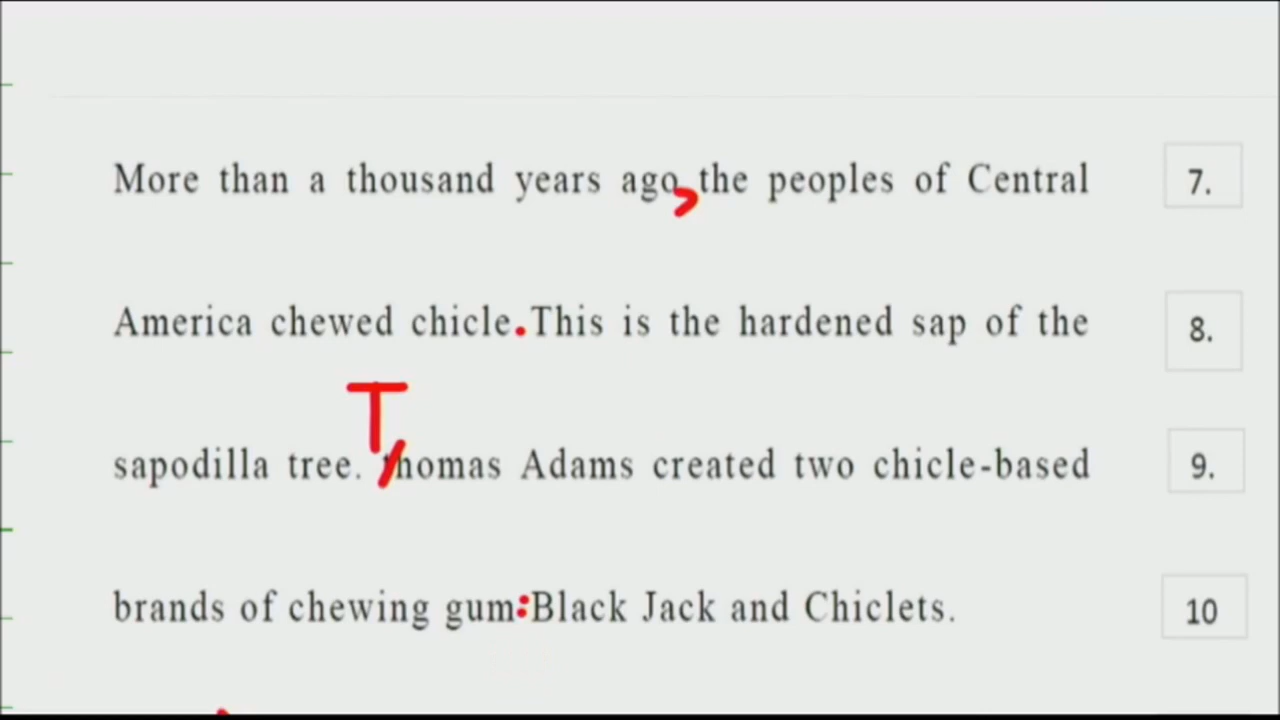 More than a thousand years ago, the peoples of Central 7.
America chewed chicle. This is the hardened sap of the 8.
T
sapodilla tree. thomas Adams created two chicle-based 9.
brands of chewing gum: Black Jack and Chiclets. 10